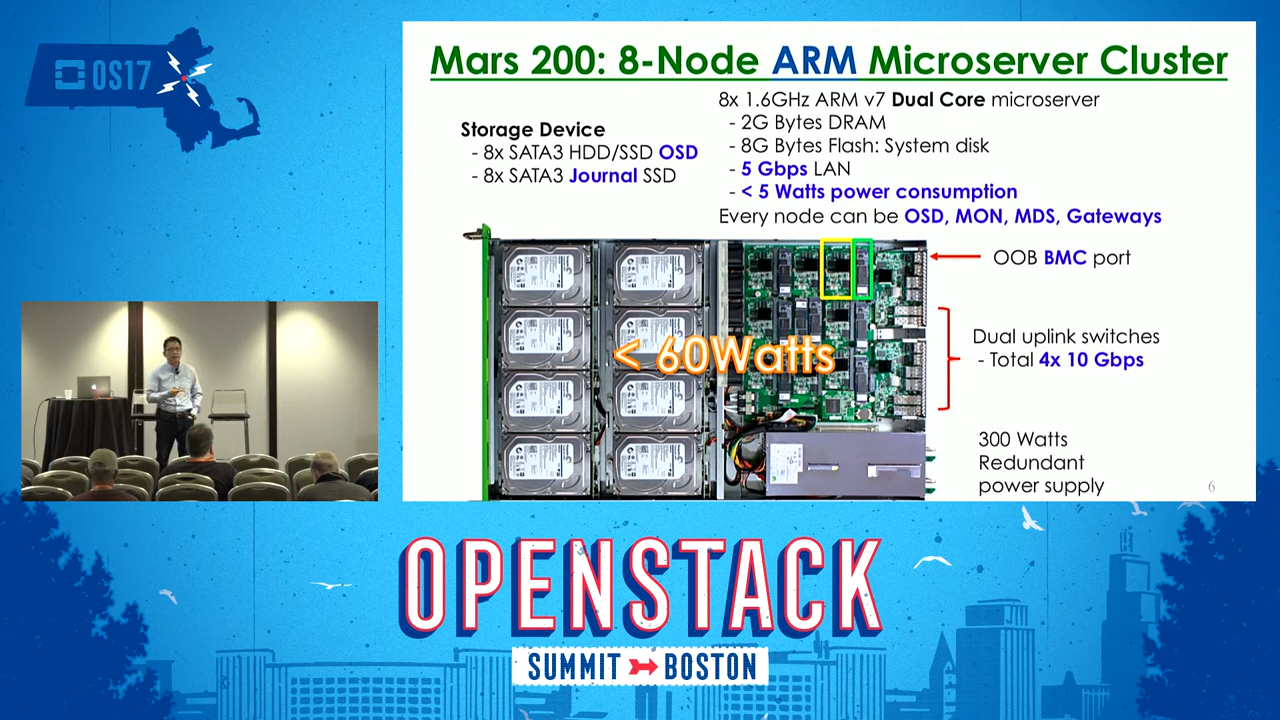 OS17
Mars 200: 8-Node ARM Microserver Cluster
8x 1.6GHz ARM v7 Dual Core microserver
- 2G Bytes DRAM
- 8G Bytes Flash: System disk
- 5 Gbps LAN
- < 5 Watts power consumption
Every node can be OSD, MON, MDS, Gateways
Storage Device
- 8x SATA3 HDD/SSD OSD
- 8x SATA3 Journal SSD
< 60Watts
OOB BMC port
Dual uplink switches
- Total 4x 10 Gbps
300 Watts
Redundant
power supply
6
OPENSTACK
SUMMIT BOSTON